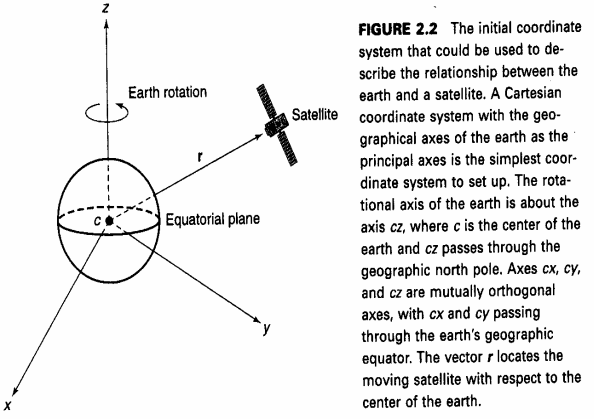 z
Earth rotation
Satellite
r
c
Equatorial plane
y
x
FIGURE 2.2 The initial coordinate
system that could be used to de-
scribe the relationship between the
earth and a satellite. A Cartesian
coordinate system with the geo-
graphical axes of the earth as the
principal axes is the simplest coor-
dinate system to set up. The rota-
tional axis of the earth is about the
axis cz, where c is the center of the
earth and cz passes through the
geographic north pole. Axes cx, cy,
and cz are mutually orthogonal
axes, with cx and cy passing
through the earth's geographic
equator. The vector r locates the
moving satellite with respect to the
center of the earth.